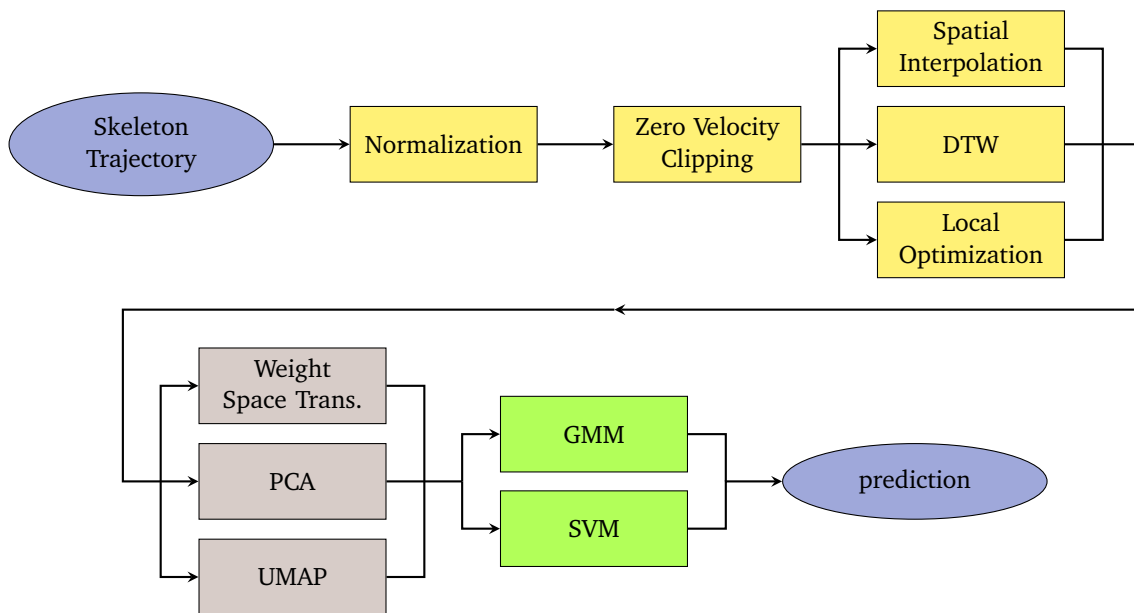 Skeleton
Trajectory
Normalization
Zero Velocity
Clipping
Spatial
Interpolation
DTW
Local
Optimization
Weight
Space Trans.
PCA
UMAP
GMM
SVM
prediction